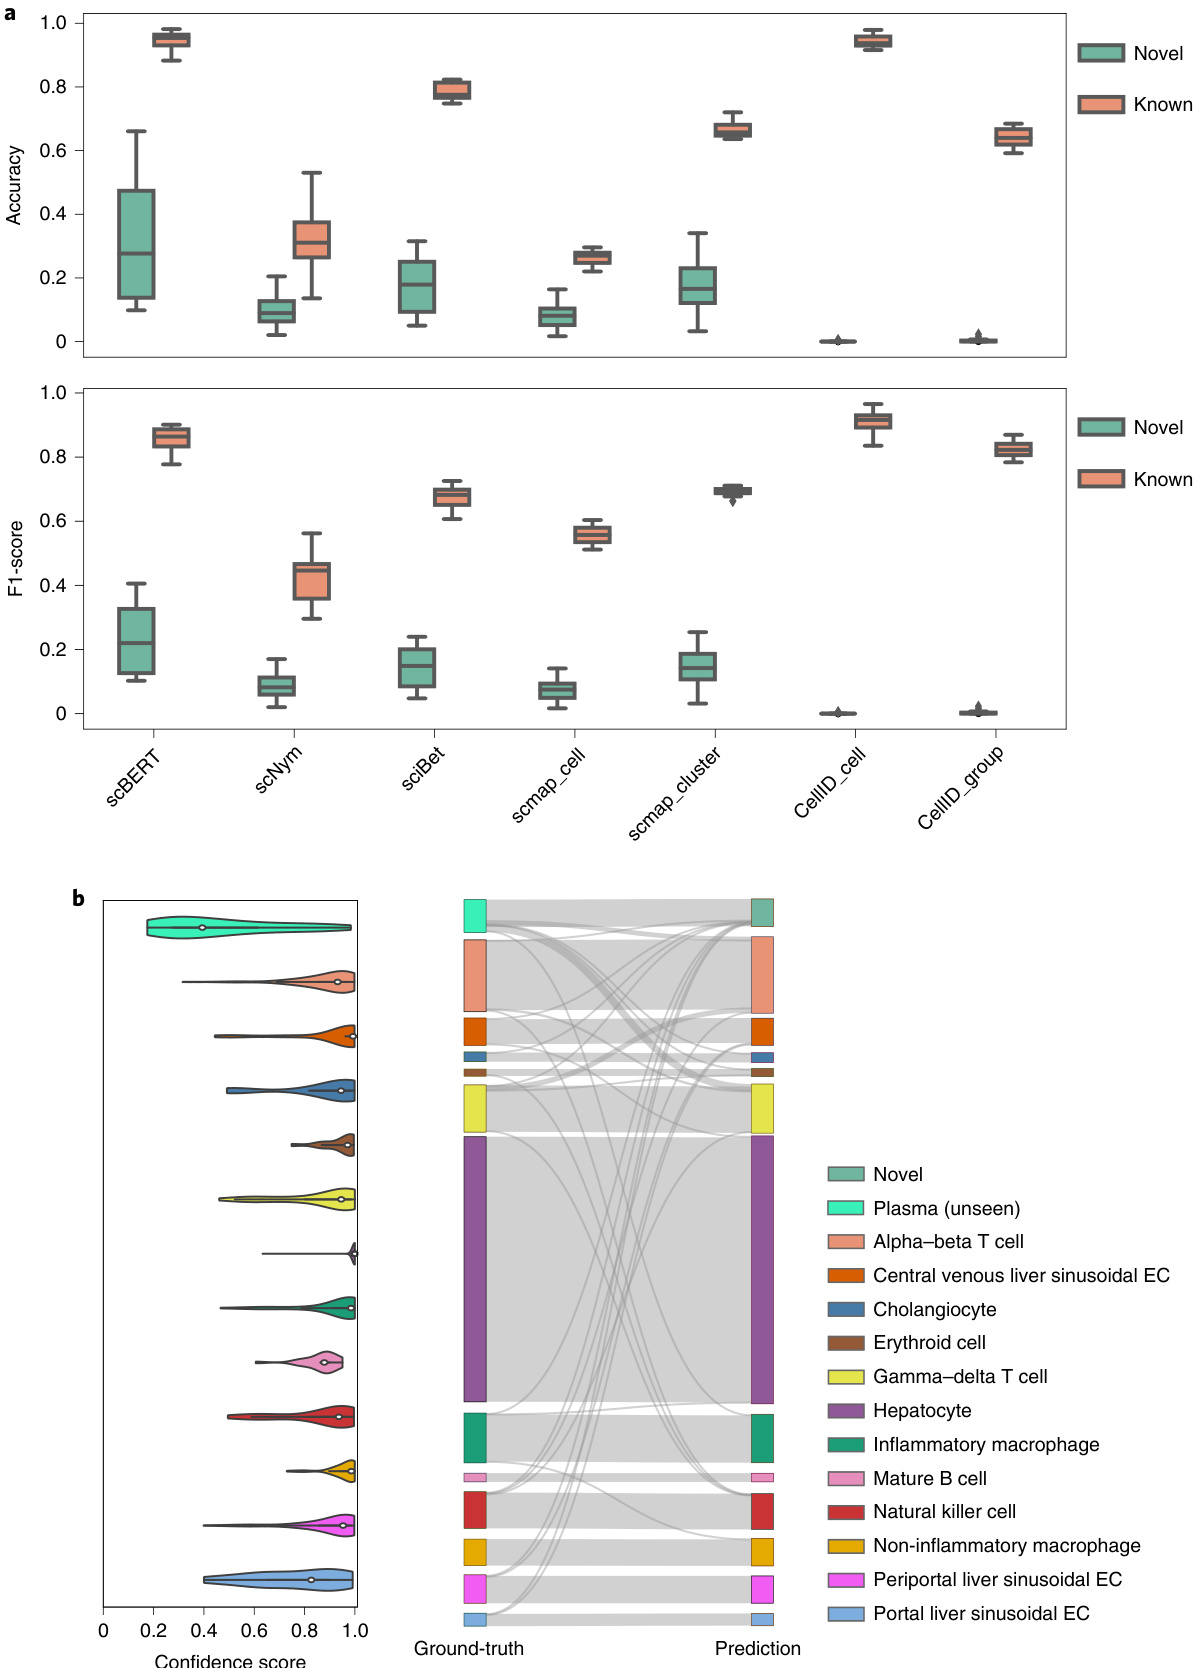 a
1.0
0.8
0.6
0.4
0.2
0
Accuracy
Novel
Known
1.0
0.8
0.6
0.4
0.2
0
F1-score
Novel
Known
scBERT
scNym
sciBet
scmap_cell
scmap_cluster
CellID_cell
CellID_group
b
0
0.2
0.4
0.6
0.8
1.0
Confidence score
Ground-truth
Prediction
Novel
Plasma (unseen)
Alpha–beta T cell
Central venous liver sinusoidal EC
Cholangiocyte
Erythroid cell
Gamma–delta T cell
Hepatocyte
Inflammatory macrophage
Mature B cell
Natural killer cell
Non-inflammatory macrophage
Periportal liver sinusoidal EC
Portal liver sinusoidal EC